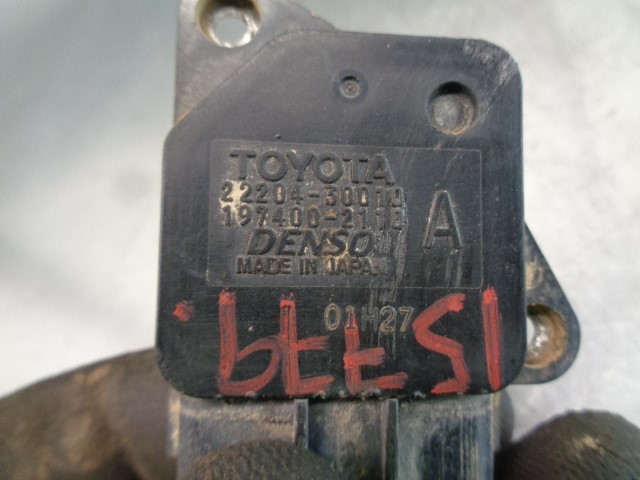 TOYOTA
22204-30010
197400-2110
DENSO
MADE IN JAPAN
A
01H27